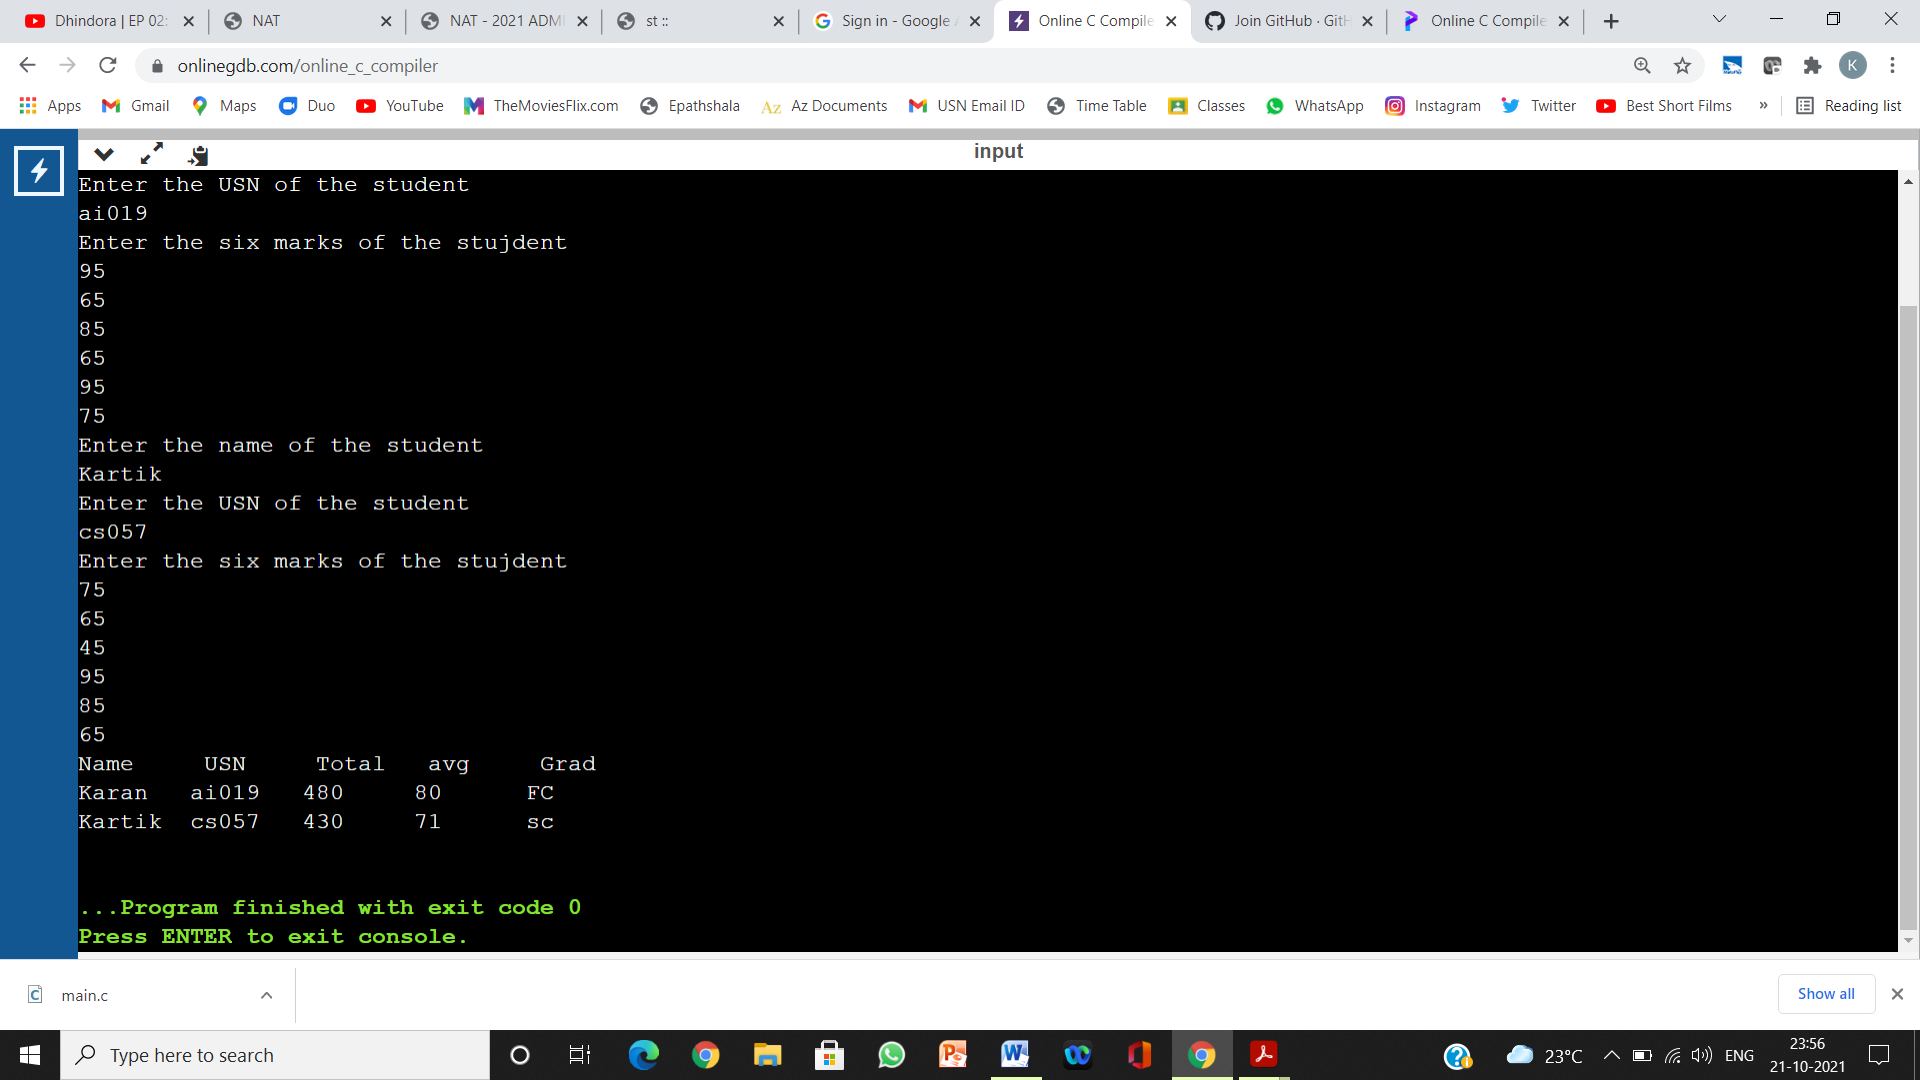 Dhindora | EP 02:
NAT
NAT - 2021 ADMI
st ::
Sign in - Google A
Online C Compile
Join GitHub · GitH
Online C Compile
onlinegdb.com/online_c_compiler
K
Apps
Gmail
Maps
Duo
YouTube
TheMoviesFlix.com
Epathshala
Az Documents
USN Email ID
Time Table
Classes
WhatsApp
Instagram
Twitter
Best Short Films
»
Reading list
input
Enter the USN of the student
ai019
Enter the six marks of the stujdent
95
65
85
65
95
75
Enter the name of the student
Kartik
Enter the USN of the student
cs057
Enter the six marks of the stujdent
75
65
45
95
85
65
Name USN Total avg Grad
Karan ai019 480 80 FC
Kartik cs057 430 71 sc
...Program finished with exit code 0
Press ENTER to exit console.
main.c
Show all
Type here to search
23°C
ENG
23:56
21-10-2021